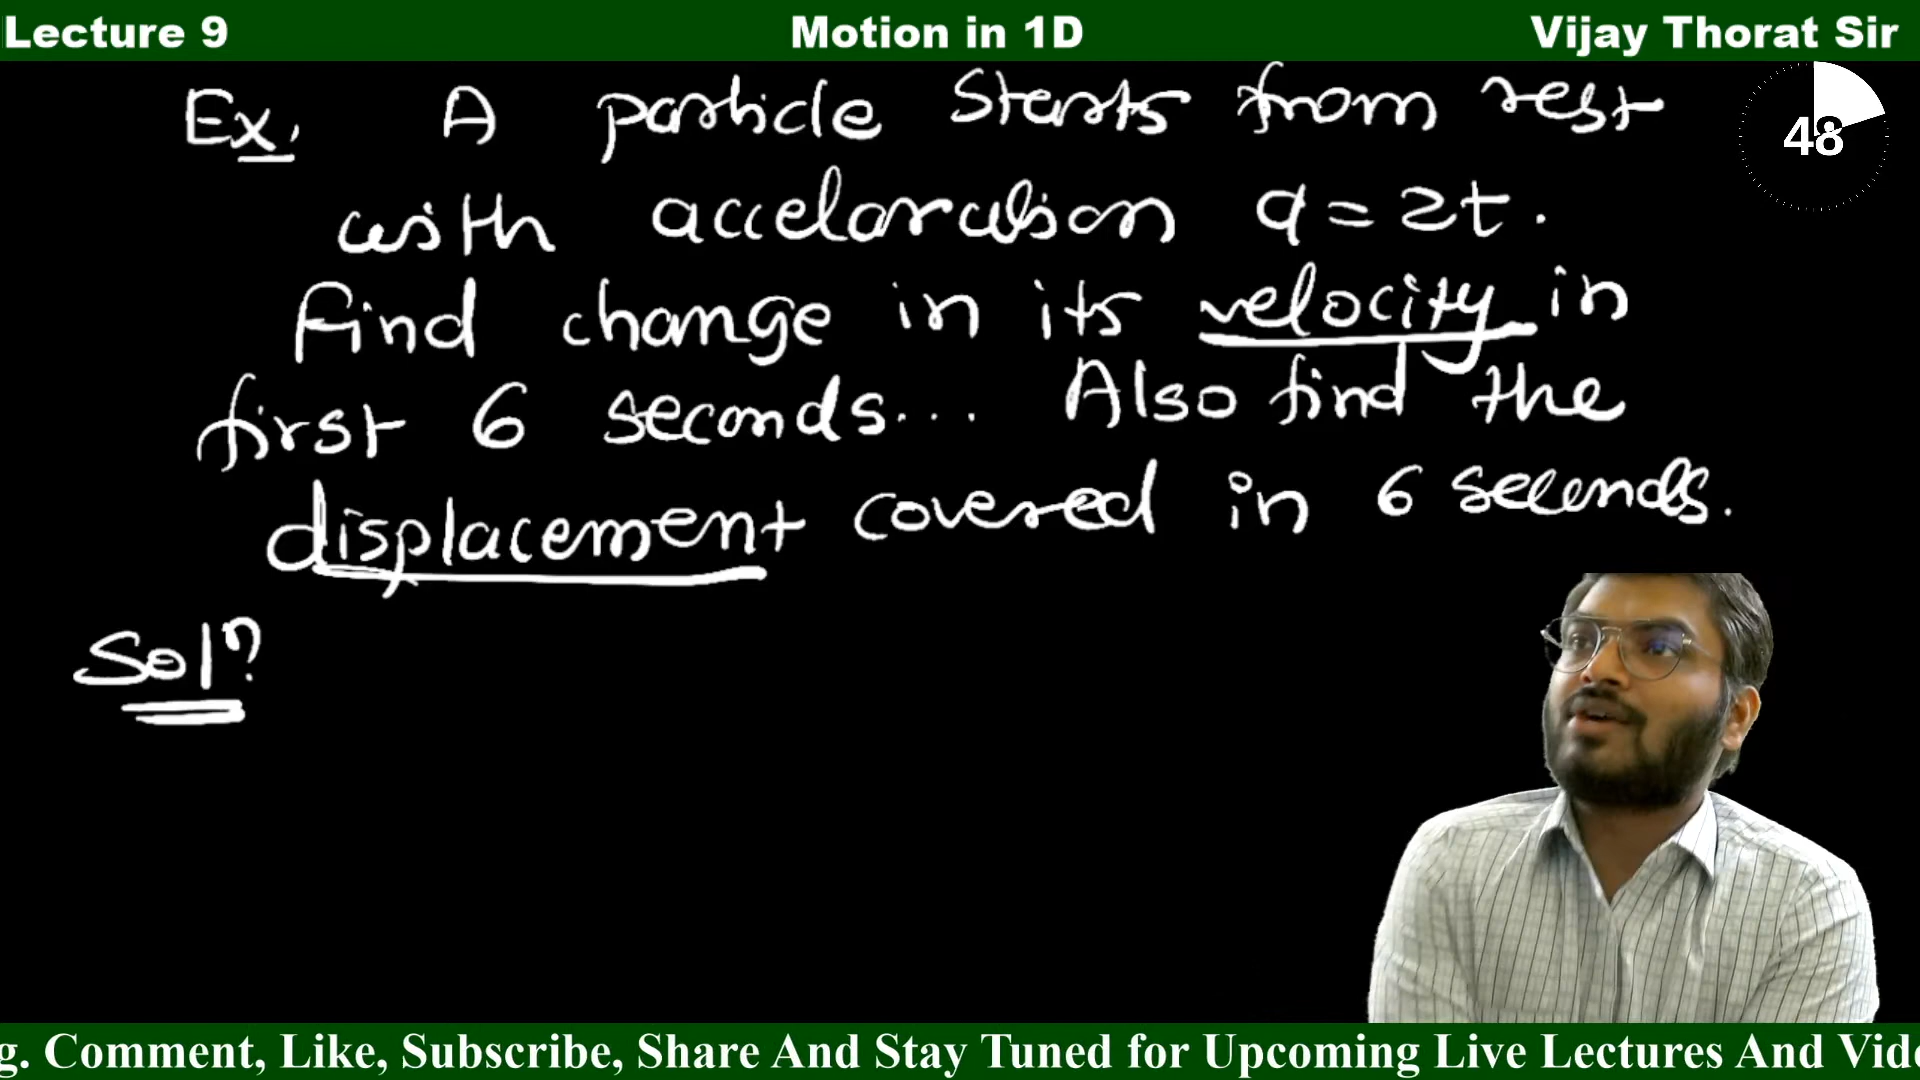 Lecture 9 Motion in 1D Vijay Thorat Sir
48
Ex. A particle starts from rest
with acceleration a = 2t.
find change in its velocity in
first 6 seconds... Also find the
displacement covered in 6 seconds.
Solⁿ
g. Comment, Like, Subscribe, Share And Stay Tuned for Upcoming Live Lectures And Vide